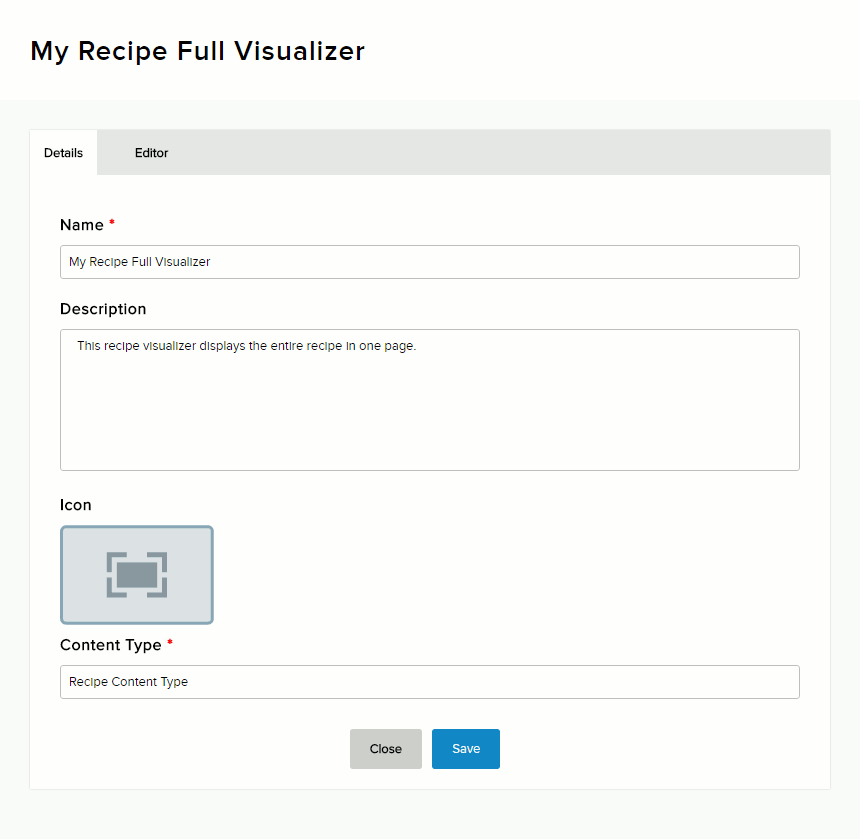 My Recipe Full Visualizer
Details Editor
Name *
My Recipe Full Visualizer
Description
This recipe visualizer displays the entire recipe in one page.
Icon
Content Type *
Recipe Content Type
Close Save